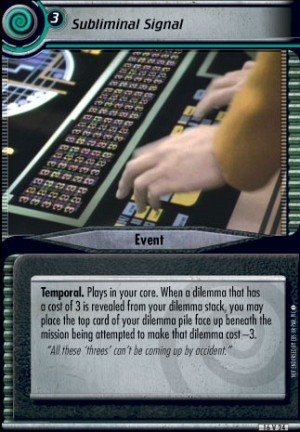 3
Subliminal Signal
Event
Temporal. Plays in your core. When a dilemma that has
a cost of 3 is revealed from your dilemma stack, you may
place the top card of your dilemma pile face up beneath the
mission being attempted to make that dilemma cost -3.
"All these 'threes' can't be coming up by accident."
16 V 24